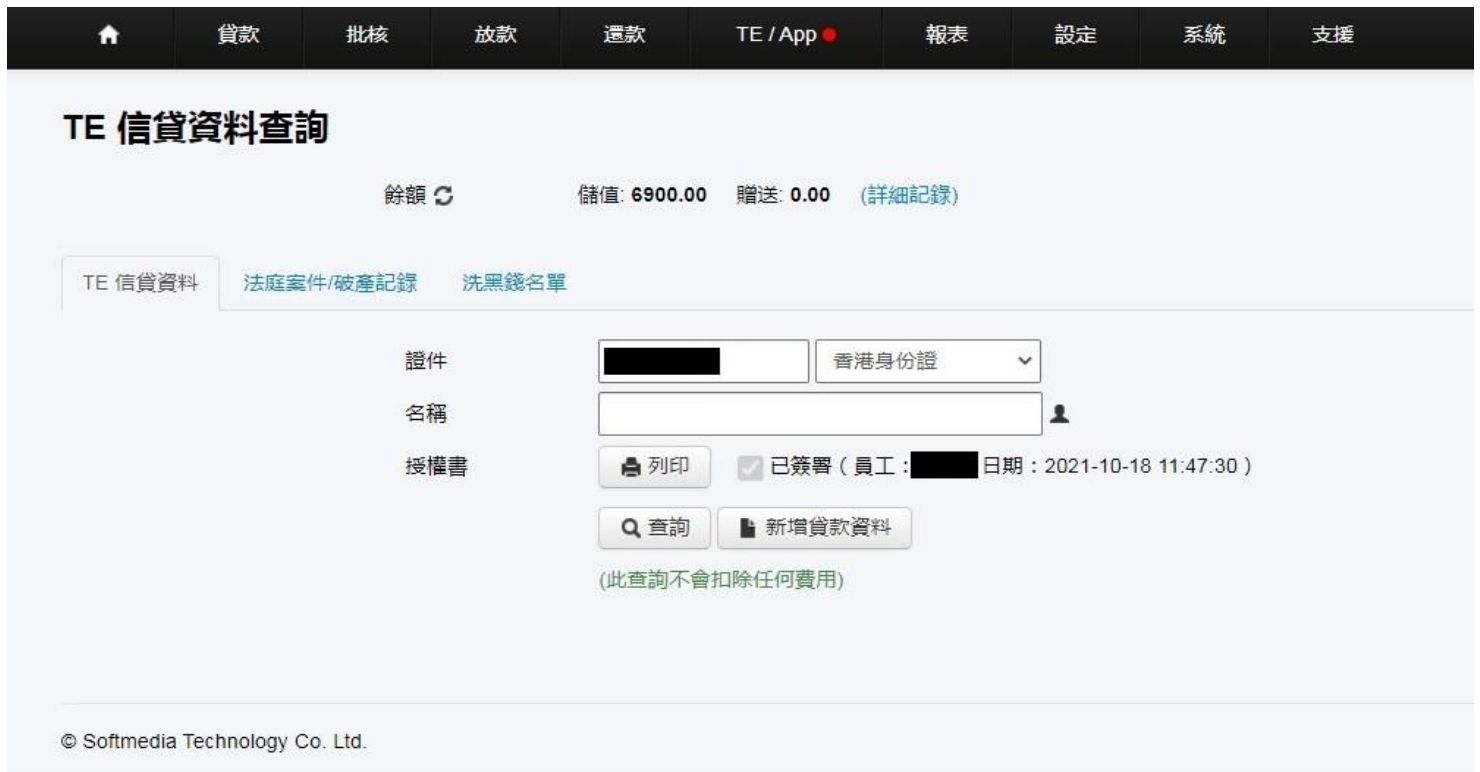 貸款 批核 放款 還款 TE / App 報表 設定 系統 支援
TE 信貸資料查詢
餘額 儲值: 6900.00 贈送: 0.00 (詳細記錄)
TE 信貸資料 法庭案件/破產記錄 洗黑錢名單
證件 香港身份證
名稱
授權書 列印 已簽署 ( 員工 : 日期 : 2021-10-18 11:47:30 )
查詢 新增貸款資料
(此查詢不會扣除任何費用)
© Softmedia Technology Co. Ltd.